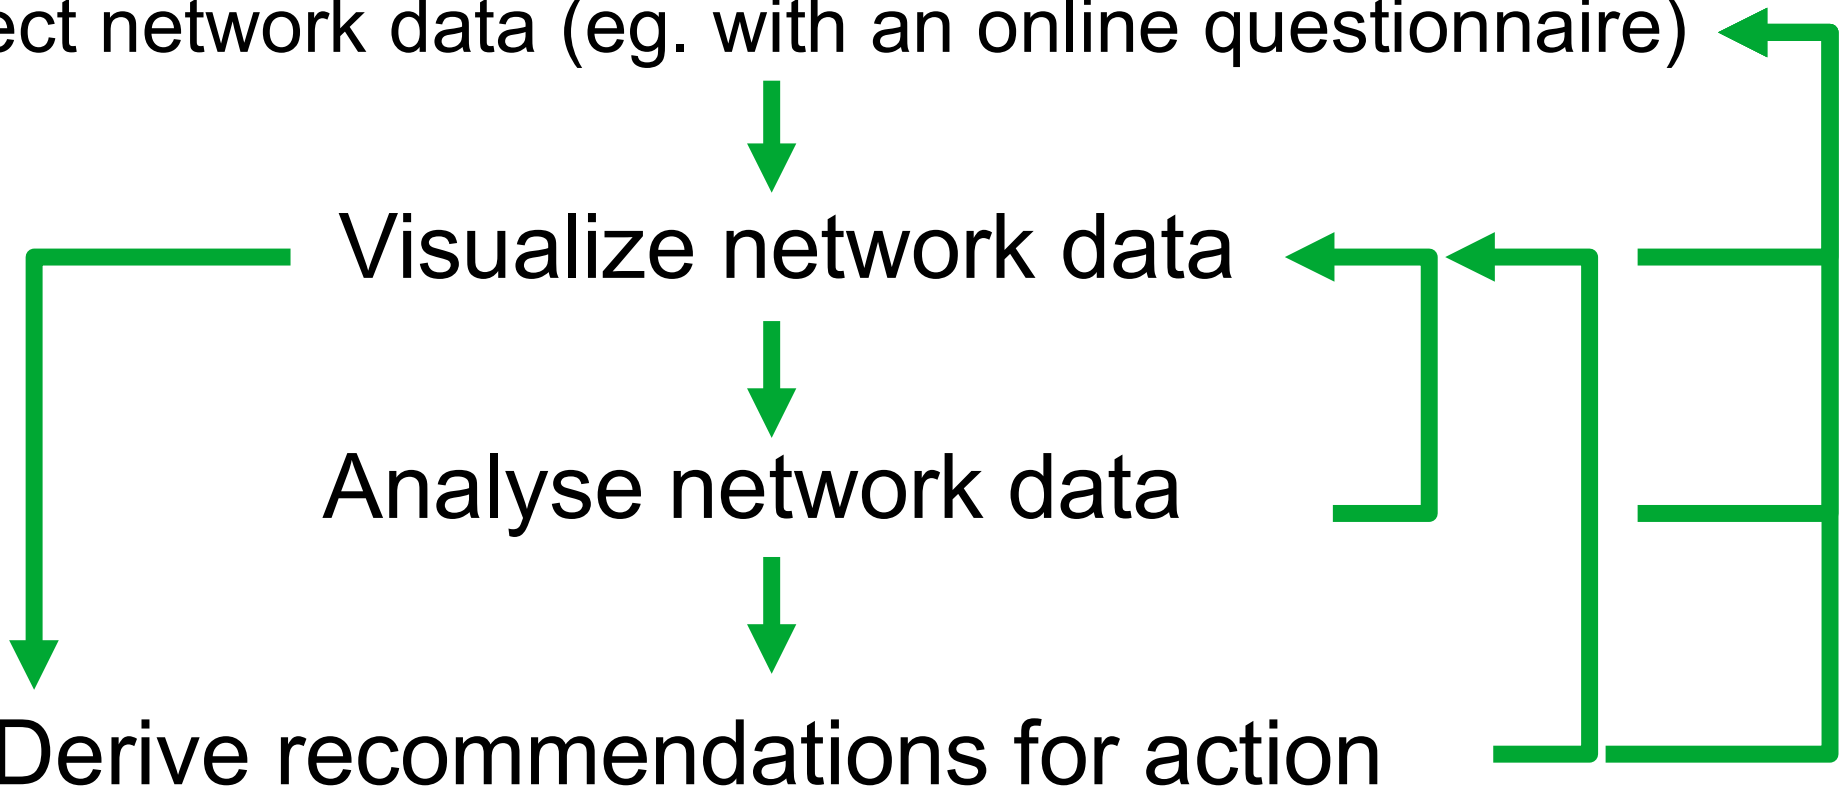 ect network data (eg. with an online questionnaire)
Visualize network data
Analyse network data
Derive recommendations for action